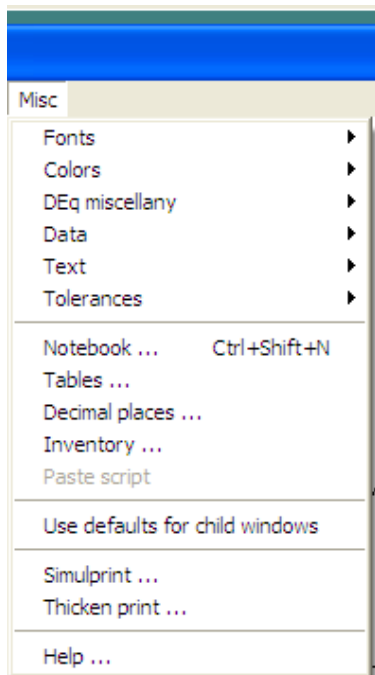 Misc
Fonts
Colors
DEq miscellany
Data
Text
Tolerances
Notebook ... Ctrl+Shift+N
Tables ...
Decimal places ...
Inventory ...
Paste script
Use defaults for child windows
Simulprint ...
Thicken print ...
Help ...